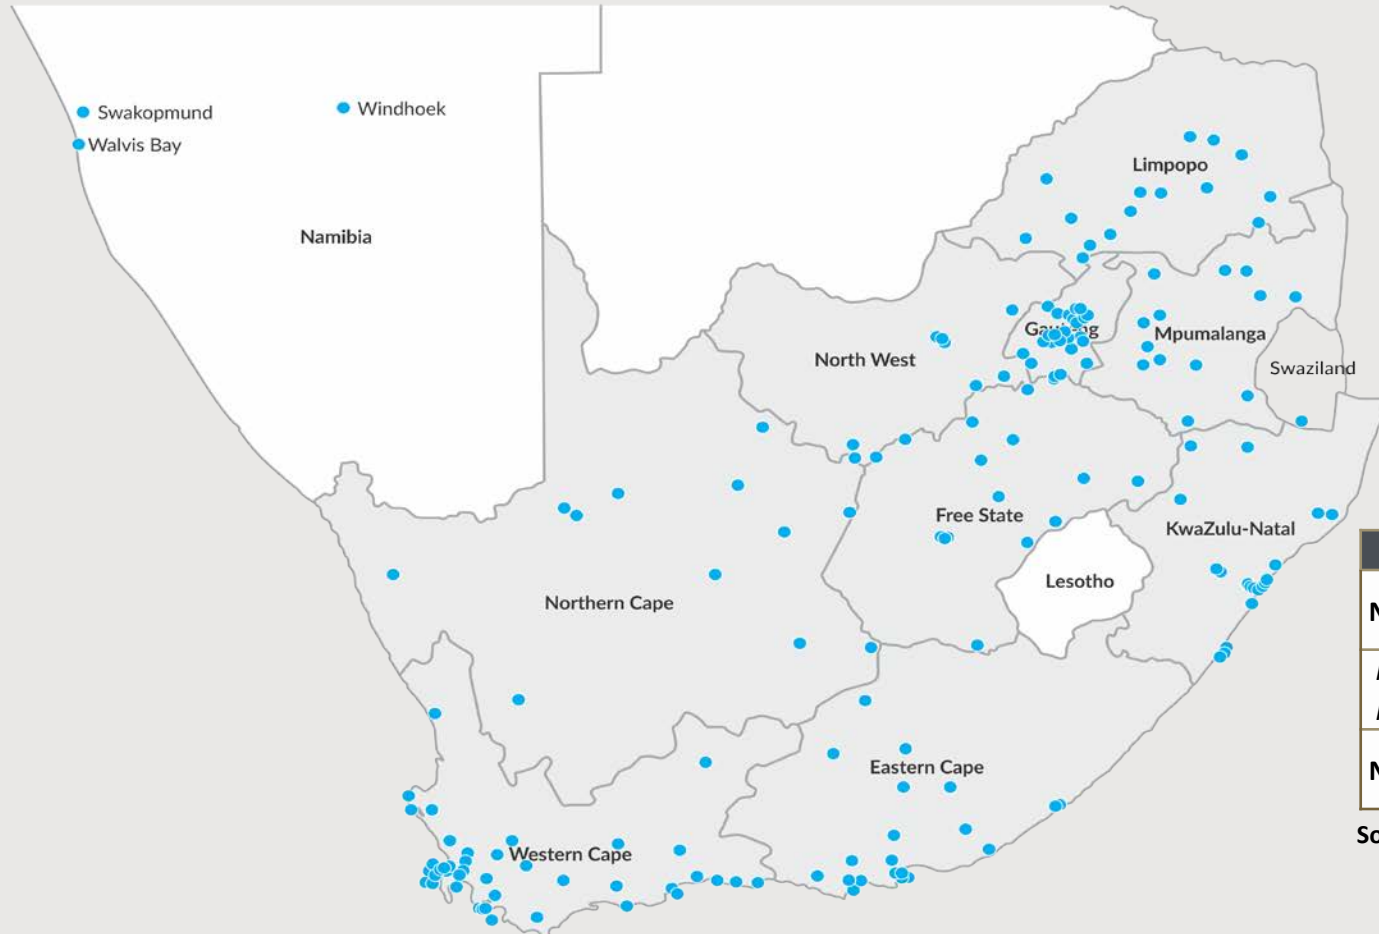 Swakopmund
Windhoek
Walvis Bay
Limpopo
Namibia
Gauteng
Mpumalanga
North West
Swaziland
Free State
KwaZulu-Natal
Lesotho
Northern Cape
Eastern Cape
Western Cape